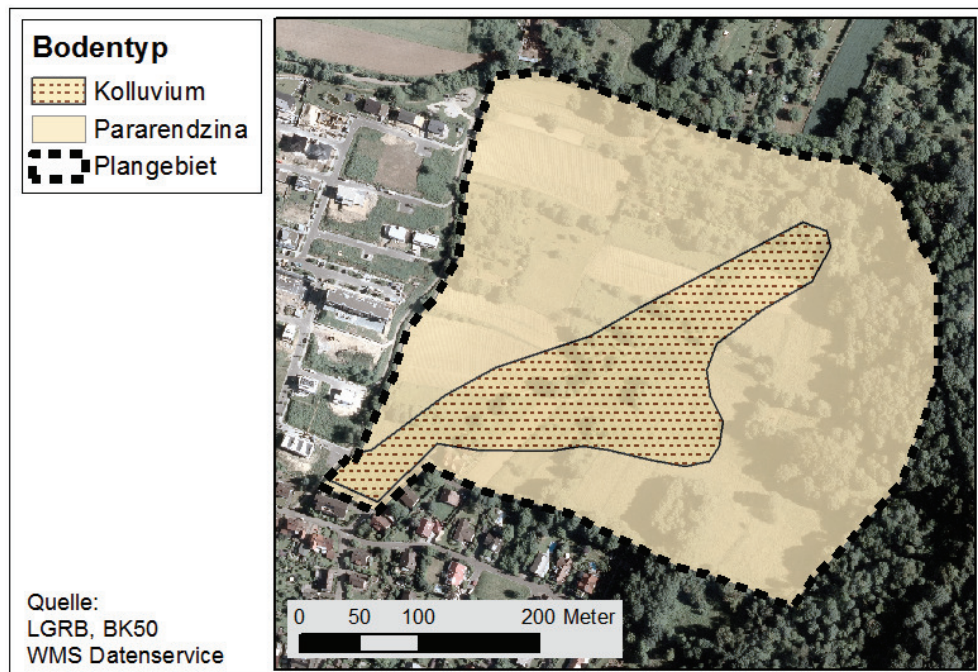 Bodentyp
Kolluvium
Pararendzina
Plangebiet
Quelle:
LGRB, BK50
WMS Datenservice
0 50 100 200 Meter